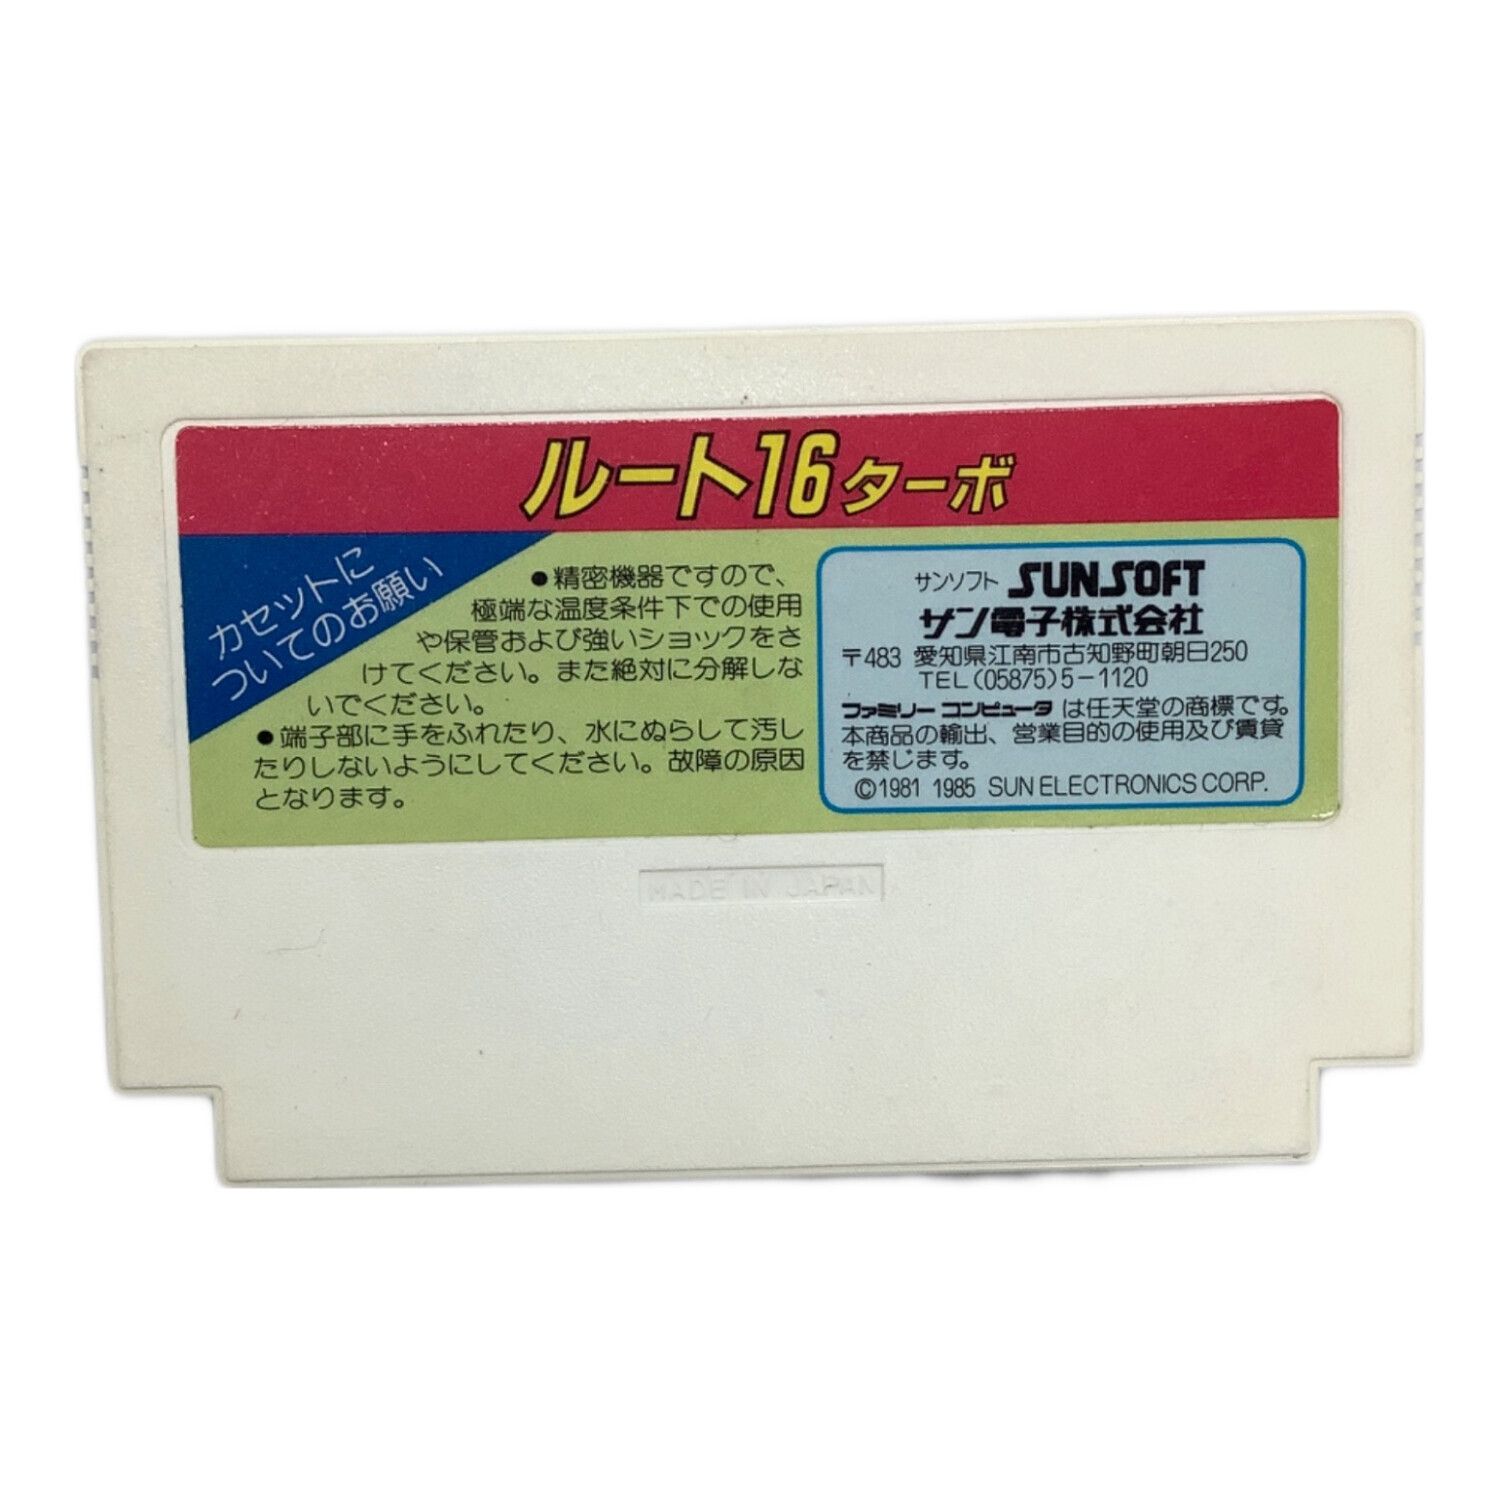 ルート16ターボ
カセットに
ついてのお願い
●精密機器ですので、
極端な温度条件下での使用
や保管および強いショックをさ
けてください。また絶対に分解しな
いでください。
●端子部に手をふれたり、水にぬらして汚し
たりしないようにしてください。故障の原因
となります。
サンソフト SUNSOFT
サン電子株式会社
〒483 愛知県江南市古知野町朝日250
TEL(05875)5-1120
ファミリーコンピュータ は任天堂の商標です。
本商品の輸出、営業目的の使用及び賃貸
を禁じます。
©1981 1985 SUN ELECTRONICS CORP.
MADE IN JAPAN